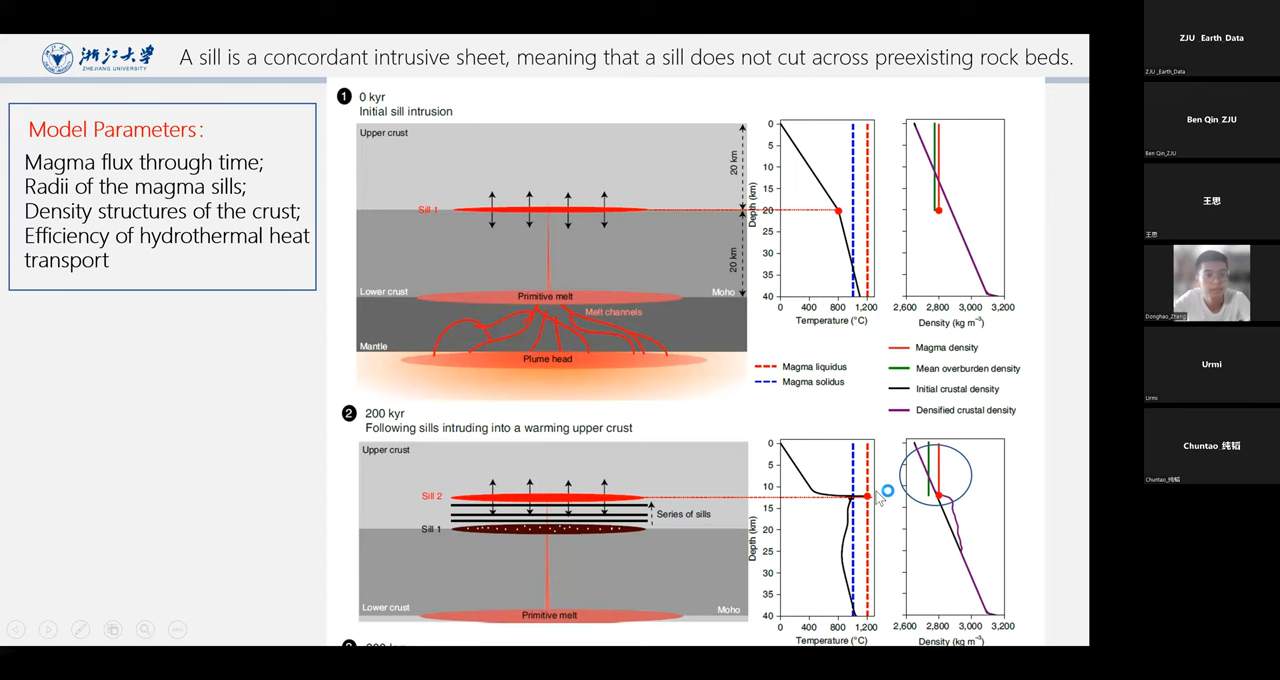 浙江大学
ZHEJIANG UNIVERSITY
A sill is a concordant intrusive sheet, meaning that a sill does not cut across preexisting rock beds.
Model Parameters:
Magma flux through time;
Radii of the magma sills;
Density structures of the crust;
Efficiency of hydrothermal heat
transport
1 0 kyr
Initial sill intrusion
Upper crust
20 km
Sill 1
20 km
Lower crust
Primitive melt
Moho
Melt channels
Mantle
Plume head
0
5
10
15
20
25
30
35
40
Depth (km)
0 400 800 1,200
Temperature (°C)
2,600 2,800 3,000 3,200
Density (kg m⁻³)
Magma liquidus
Magma solidus
Magma density
Mean overburden density
Initial crustal density
Densified crustal density
2 200 kyr
Following sills intruding into a warming upper crust
Upper crust
Sill 2
Series of sills
Sill 1
Lower crust
Primitive melt
Moho
0
5
10
15
20
25
30
35
40
Depth (km)
0 400 800 1,200
Temperature (°C)
2,600 2,800 3,000 3,200
Density (kg m⁻³)
ZJU Earth Data
ZJU _Earth_Data
Ben Qin ZJU
Ben Qin_ZJU
王思
王思
Donghao_Zheng
Urmi
Urmi
Chuntao 纯韬
Chuntao_纯韬